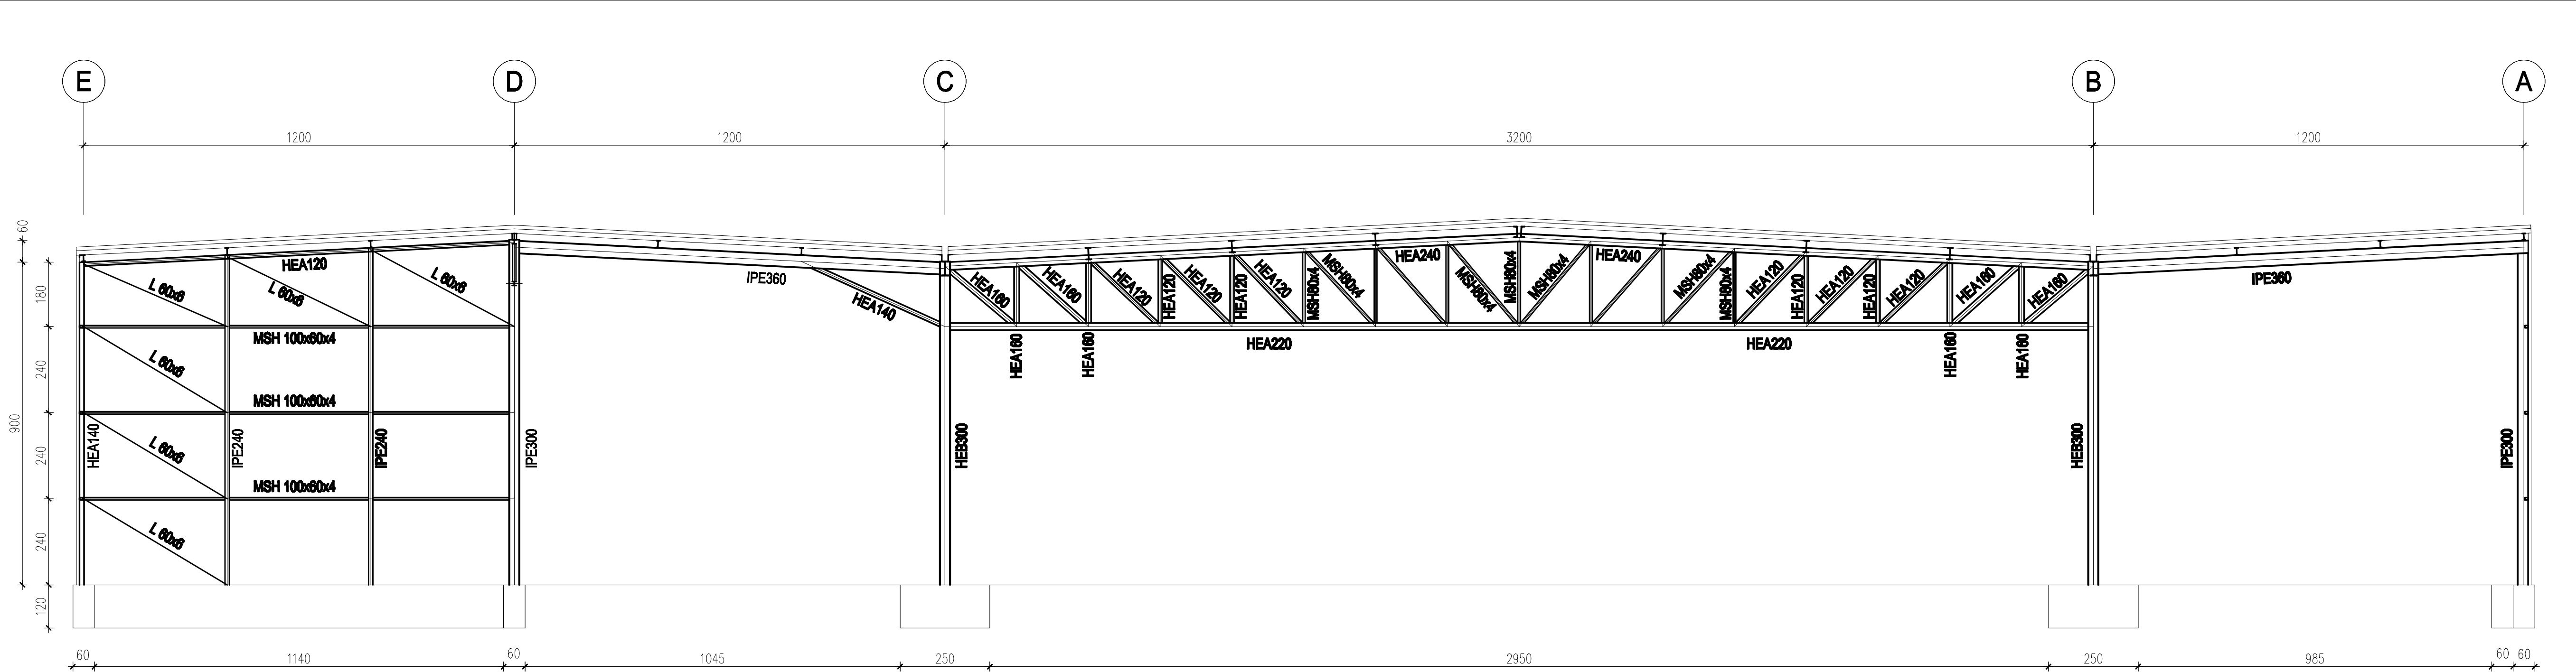 E D C B A
1200 1200 3200 1200
60
HEA120
IPE360
HEA240 HEA240
IPE360
180
L 60x6 L 60x6 L 60x6
HEA140
HEA160 HEA160 HEA120 HEA120 HEA120 HEA120 HEA120 MSH80x4 MSH80x4 MSH80x4 MSH80x4 MSH80x4 MSH80x4 MSH80x4 HEA120 HEA120 HEA120 HEA120 HEA120 HEA160 HEA160
MSH 100x60x4
HEA220 HEA220
HEA160 HEA160 HEA160 HEA160
240
L 60x6
MSH 100x60x4
900
240
HEA140
L 60x6
IPE240
IPE240
IPE300
HEB300
HEB300
IPE300
MSH 100x60x4
240
L 60x6
120
60 1140 60 1045 250 2950 250 985 60 60